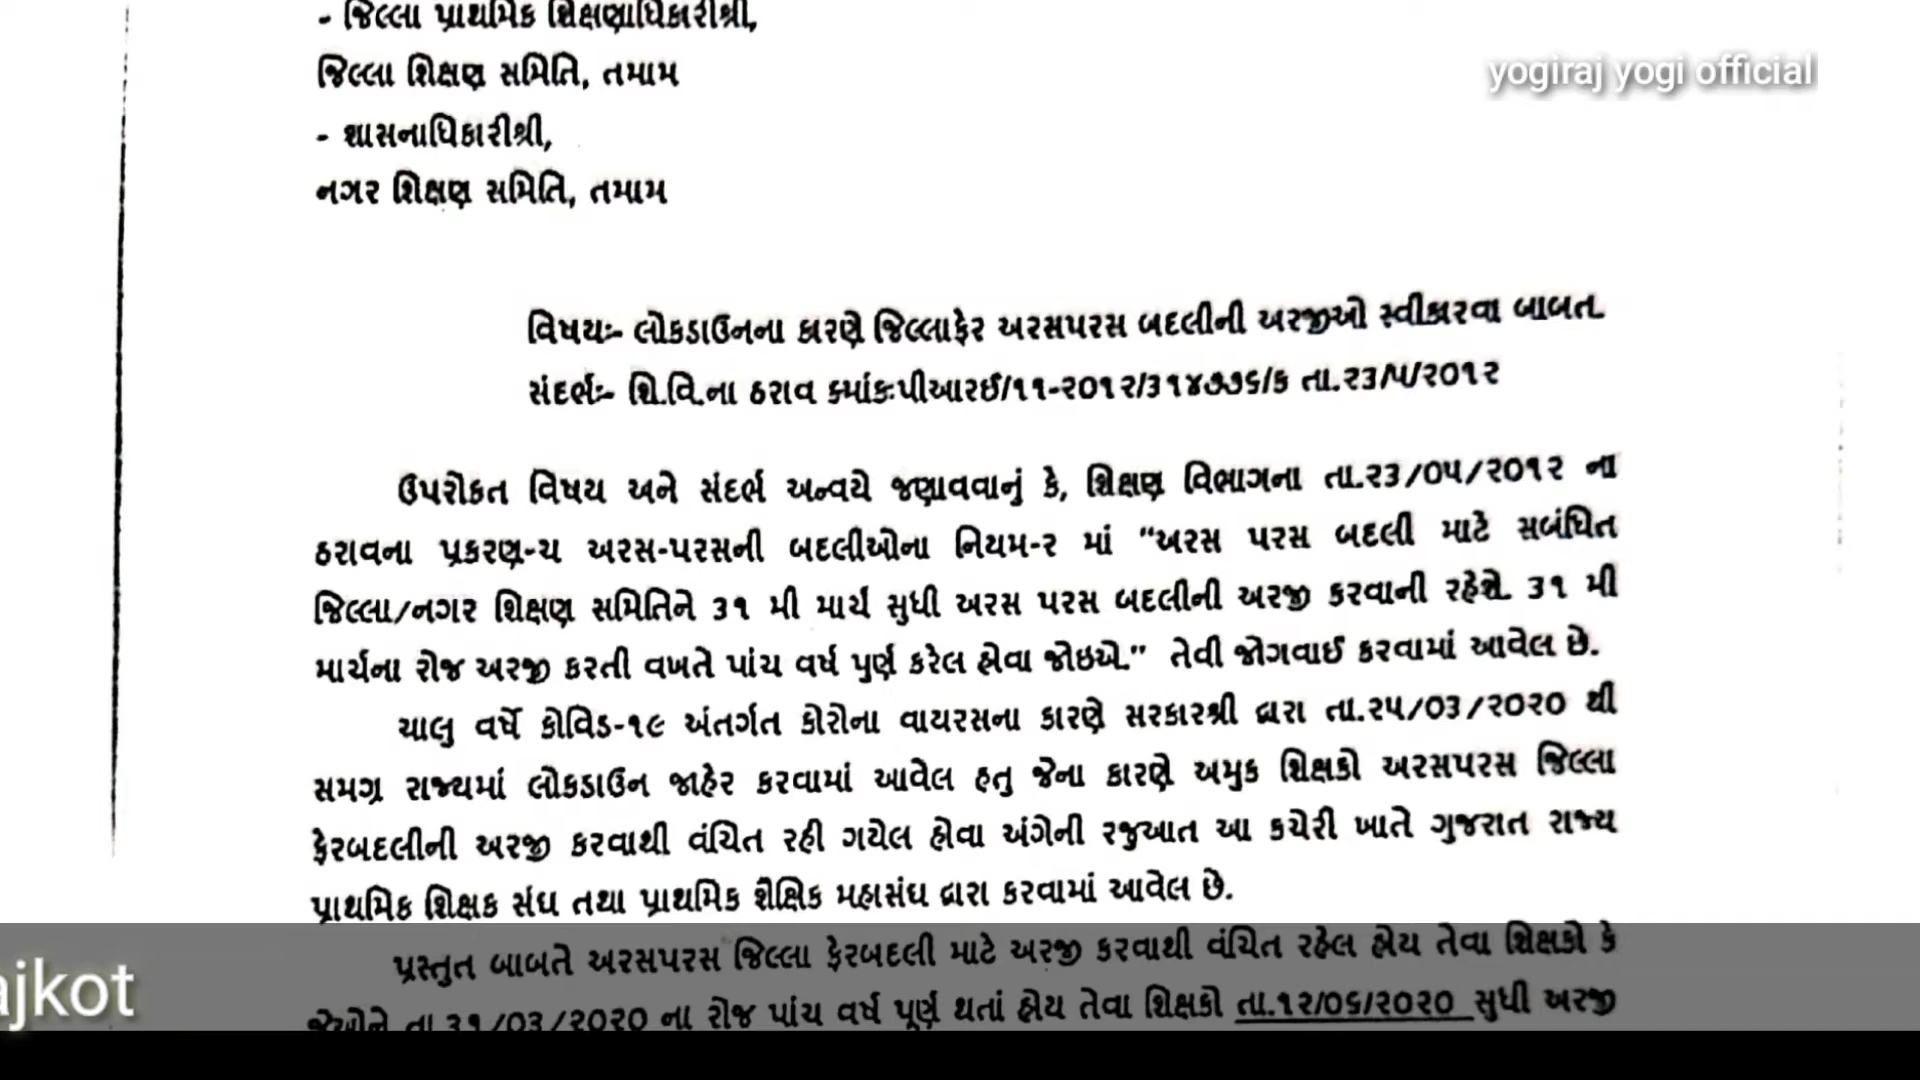 - જિલ્લા પ્રાથમિક શિક્ષણાધિકારીશ્રી,
જિલ્લા શિક્ષણ સમિતિ, તમામ
yogiraj yogi official
- શાસનાધિકારીશ્રી,
નગર શિક્ષણ સમિતિ, તમામ
વિષયઃ- લોકડાઉનના કારણે જિલ્લાફેર અરસપરસ બદલીની અરજીઓ સ્વીકારવા બાબત.
સંદર્ભઃ- શિ.વિ.ના ઠરાવ ક્માંકઃપીઆરઈ/૧૧-૨૦૧૨/૩૧૪૭૭૬/ક તા.૨૩/૫/૨૦૧૨
ઉપરોકત વિષય અને સંદર્ભ અન્વયે જણાવવાનું કે, શિક્ષણ વિભાગના તા.૨૩/૦૫/૨૦૧૨ ના
ઠરાવના પ્રકરણ-ચ અરસ-પરસની બદલીઓના નિયમ-૨ માં "અરસ પરસ બદલી માટે સબંધિત
જિલ્લા/નગર શિક્ષણ સમિતિને ૩૧ મી માર્ચ સુધી અરસ પરસ બદલીની અરજી કરવાની રહેશે. ૩૧ મી
માર્ચના રોજ અરજી કરતી વખતે પાંચ વર્ષ પુર્ણ કરેલ હોવા જોઇએ." તેવી જોગવાઈ કરવામાં આવેલ છે.
ચાલુ વર્ષે કોવિડ-૧૯ અંતર્ગત કોરોના વાયરસના કારણે સરકારશ્રી દ્વારા તા.૨૫/૦૩/૨૦૨૦ થી
સમગ્ર રાજ્યમાં લોકડાઉન જાહેર કરવામાં આવેલ હતુ જેના કારણે અમુક શિક્ષકો અરસપરસ જિલ્લા
ફેરબદલીની અરજી કરવાથી વંચિત રહી ગયેલ હોવા અંગેની રજુઆત આ કચેરી ખાતે ગુજરાત રાજ્ય
પ્રાથમિક શિક્ષક સંઘ તથા પ્રાથમિક શૈક્ષિક મહાસંઘ દ્વારા કરવામાં આવેલ છે.
પ્રસ્તુત બાબતે અરસપરસ જિલ્લા ફેરબદલી માટે અરજી કરવાથી વંચિત રહેલ હોય તેવા શિક્ષકો કે
જેઓને તા.૩૧/૦૩/૨૦૨૦ ના રોજ પાંચ વર્ષ પૂર્ણ થતાં હોય તેવા શિક્ષકો તા.૧૨/૦૬/૨૦૨૦ સુધી અરજી
ajkot